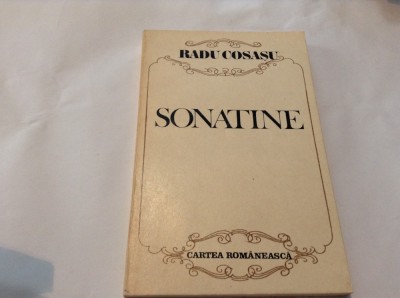 RADU COSAȘU
SONATINE
CARTEA ROMÂNEASCĂ